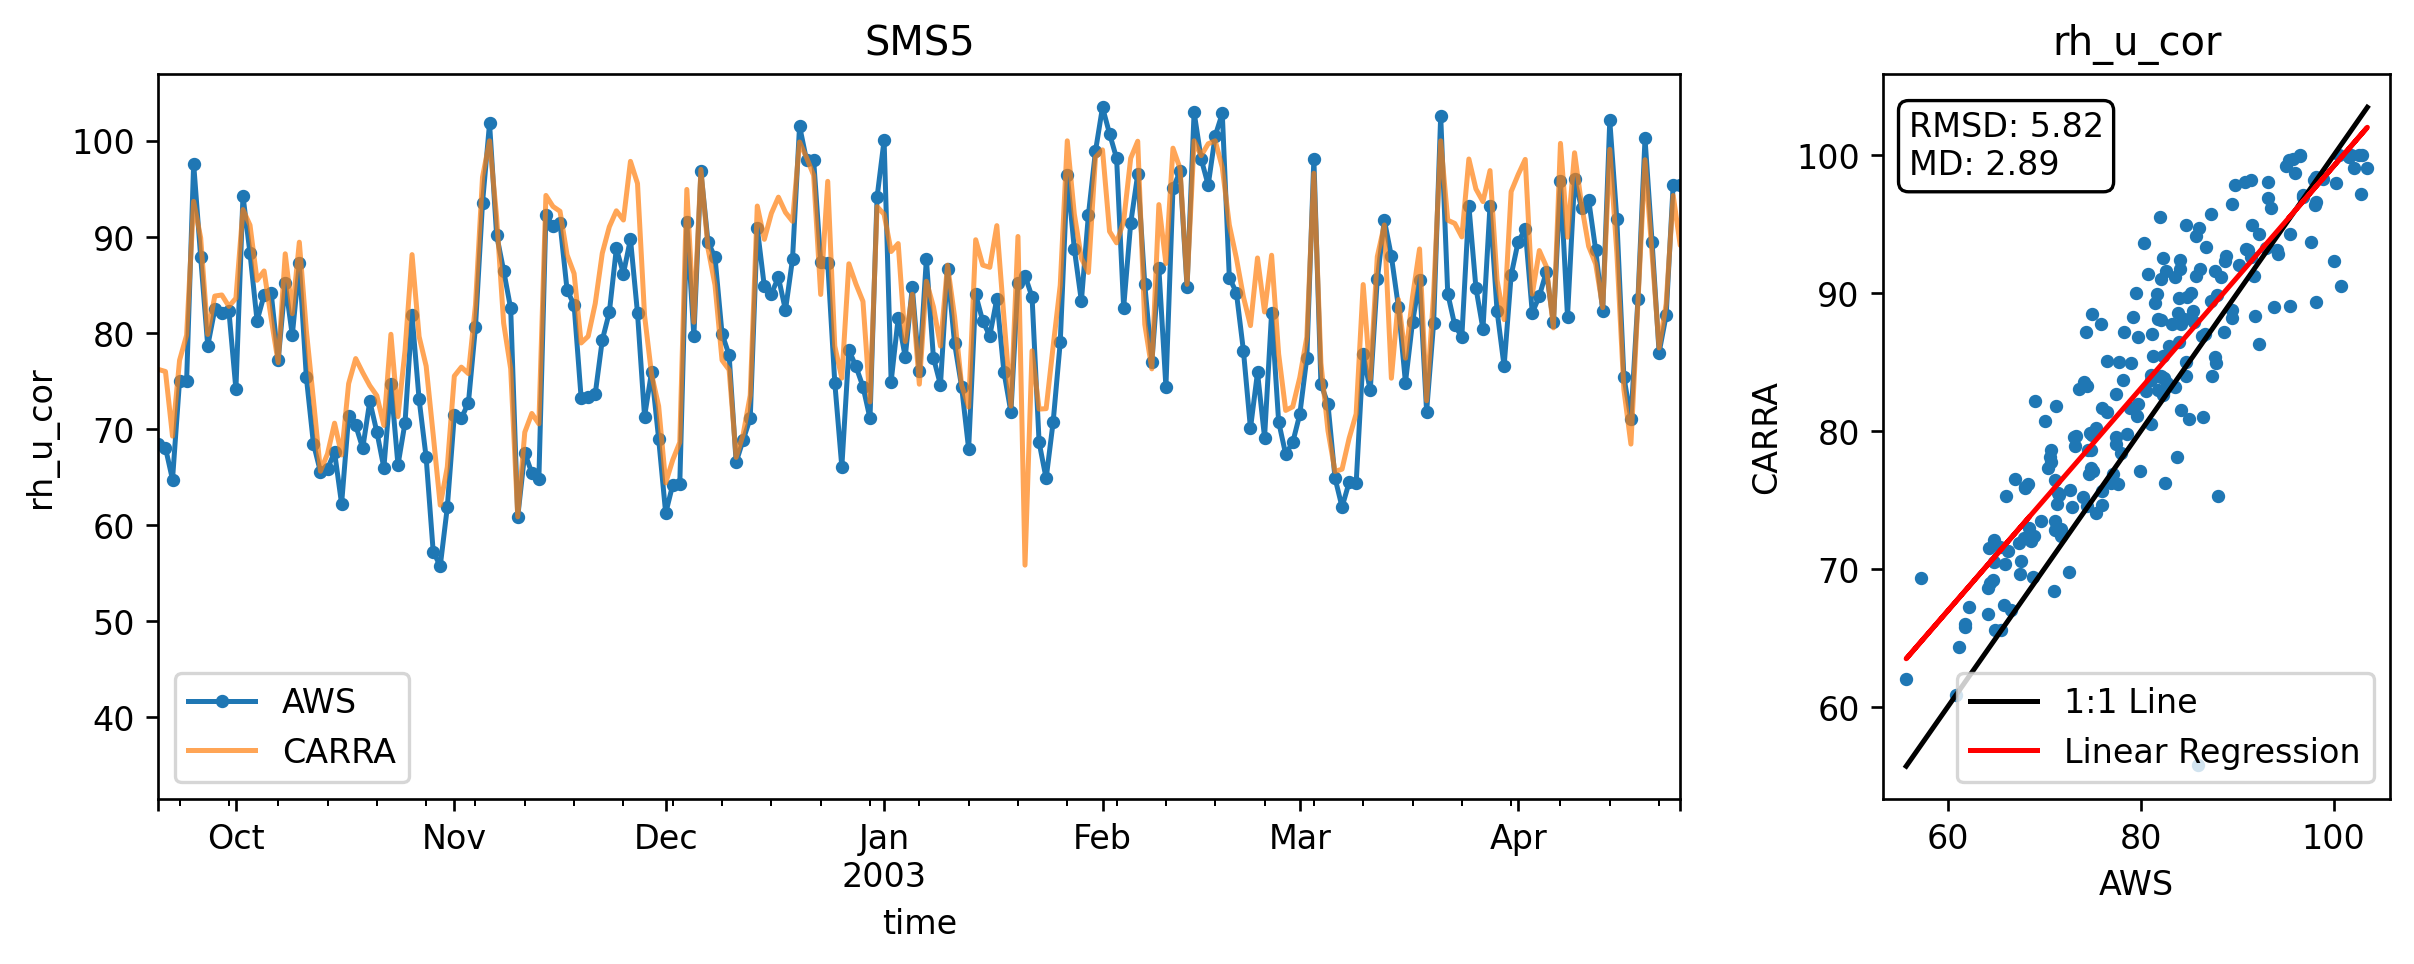 SMS5
rh_u_cor
100
90
80
70
60
50
40
AWS
CARRA
Oct
Nov
Dec
Jan
2003
Feb
Mar
Apr
time
rh_u_cor
RMSD: 5.82
MD: 2.89
CARRA
100
90
80
70
60
1:1 Line
Linear Regression
60
80
100
AWS